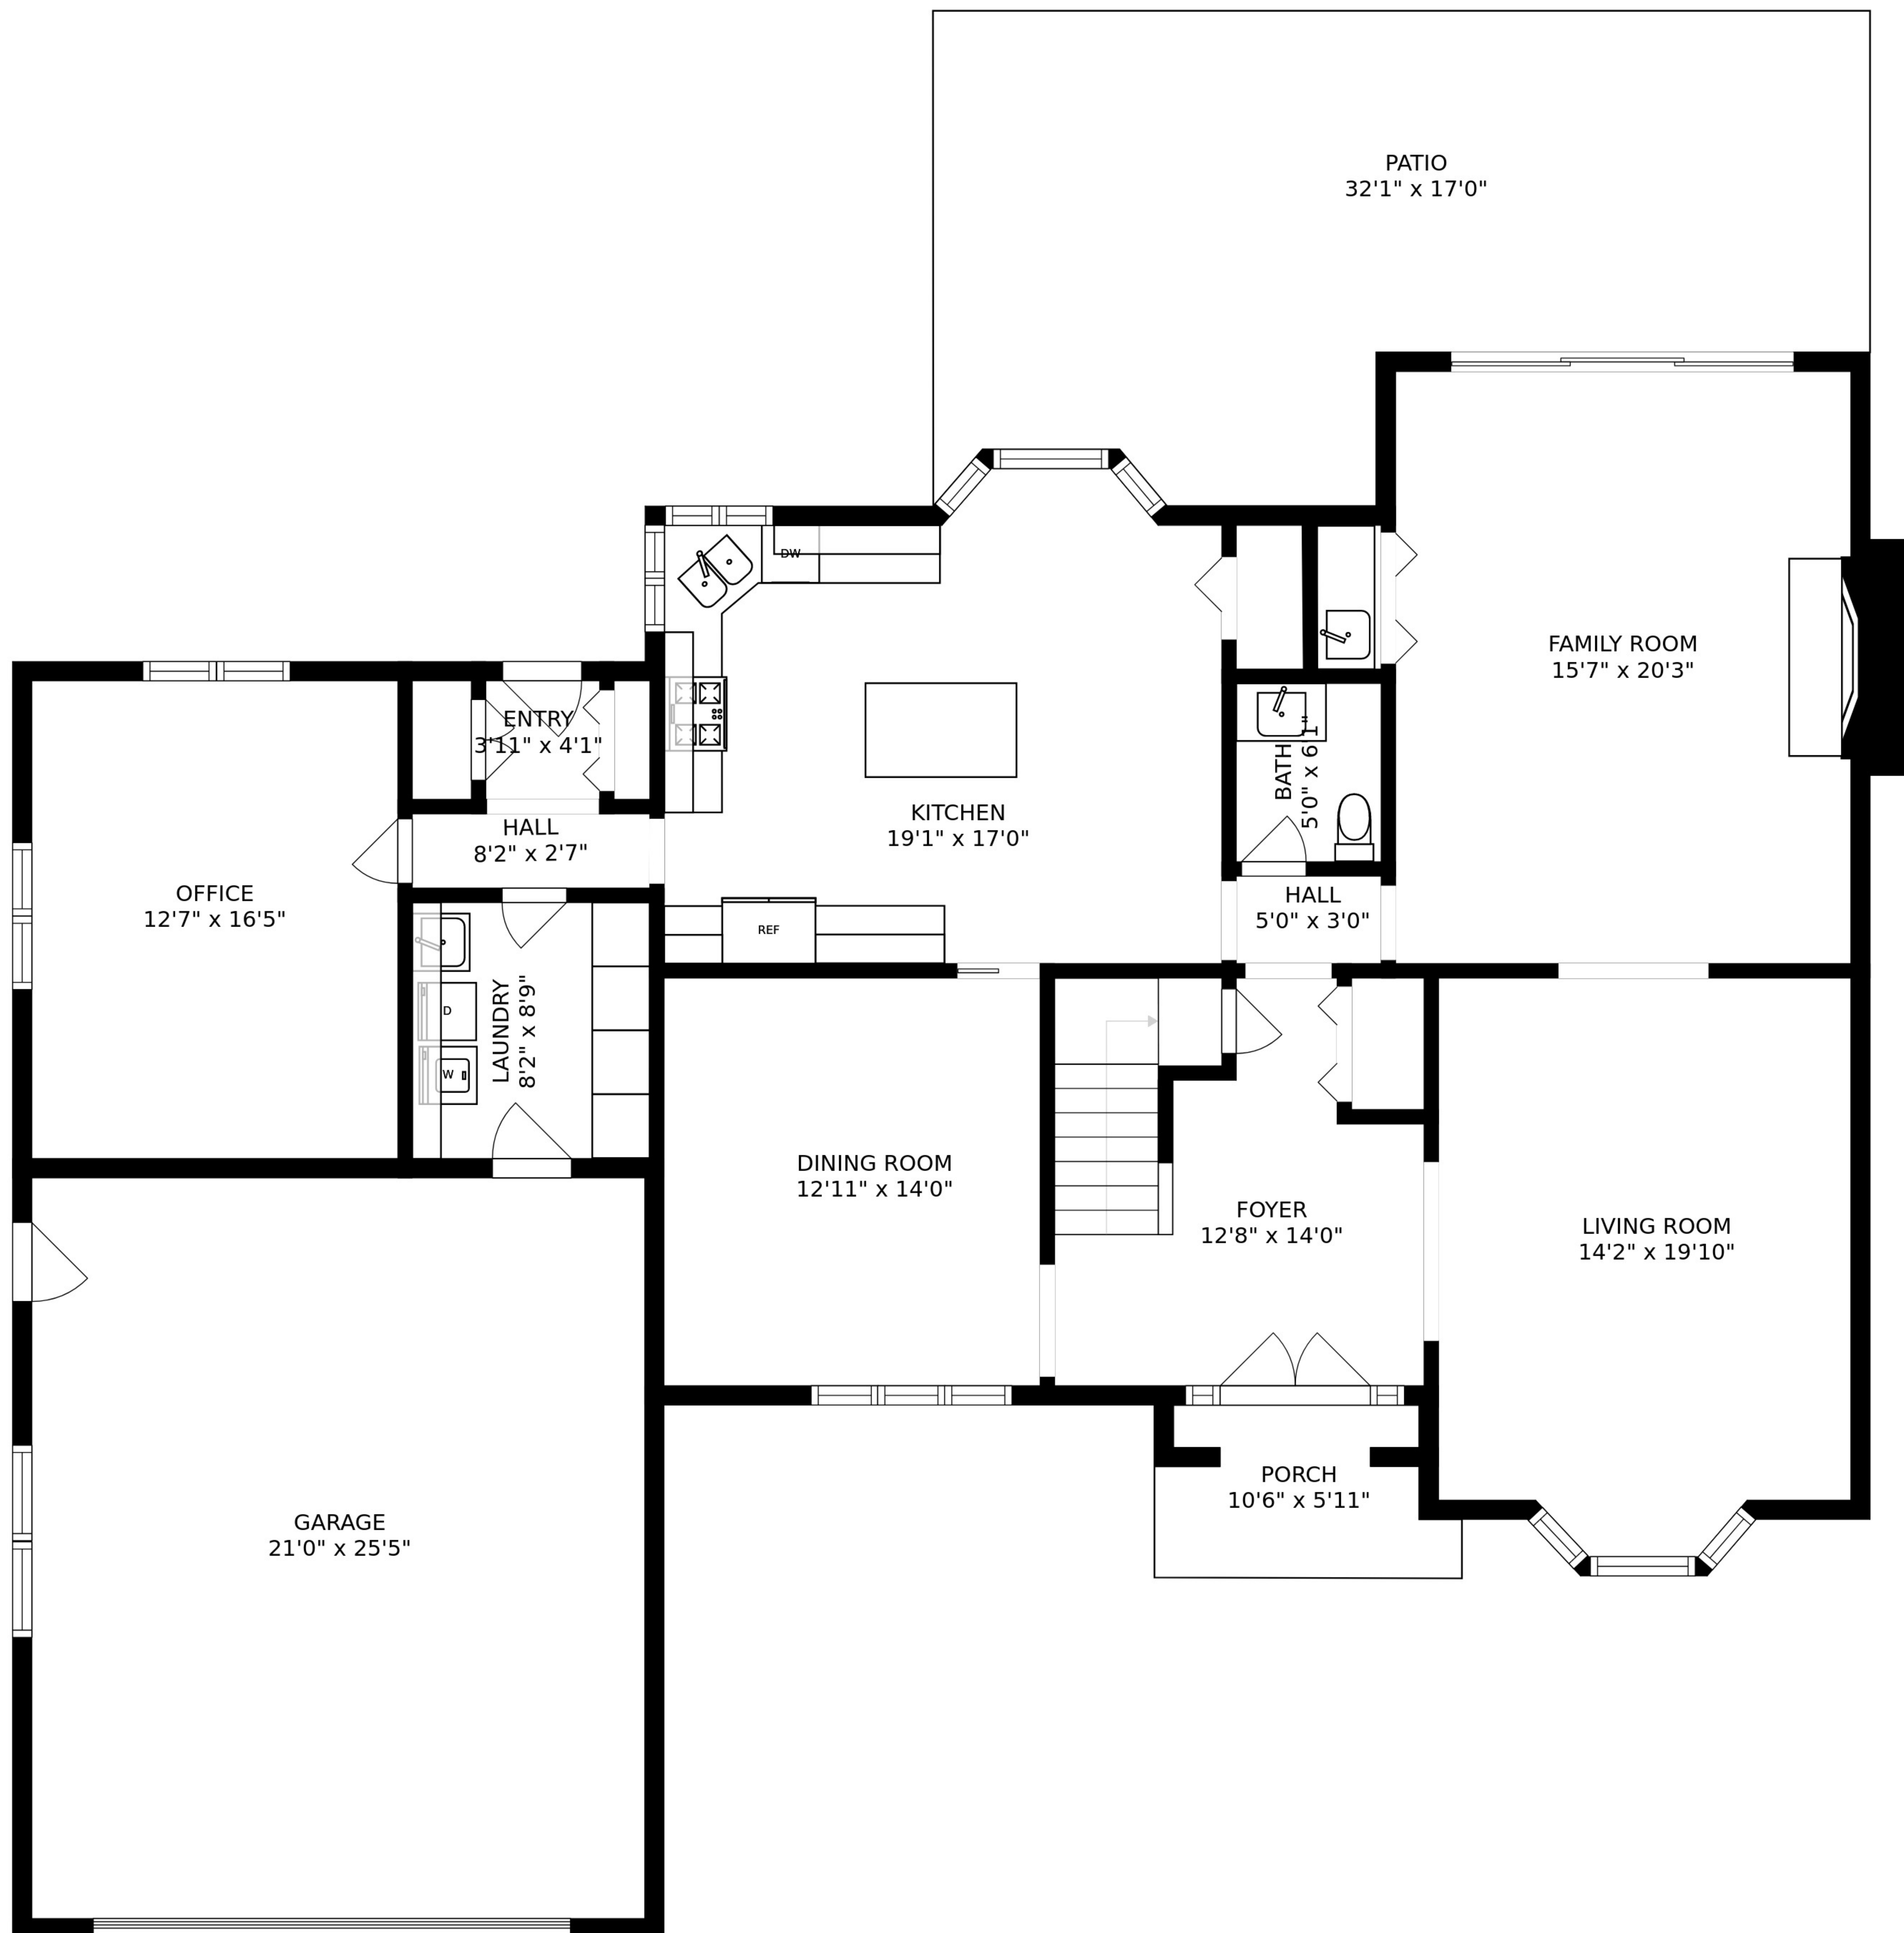 PATIO
32'1" x 17'0"
DW
FAMILY ROOM
15'7" x 20'3"
ENTRY
3'11" x 4'1"
BATH
5'0" x 6'1"
KITCHEN
19'1" x 17'0"
HALL
8'2" x 2'7"
OFFICE
12'7" x 16'5"
HALL
5'0" x 3'0"
REF
LAUNDRY
8'2" x 8'9"
D
W
DINING ROOM
12'11" x 14'0"
FOYER
12'8" x 14'0"
LIVING ROOM
14'2" x 19'10"
PORCH
10'6" x 5'11"
GARAGE
21'0" x 25'5"